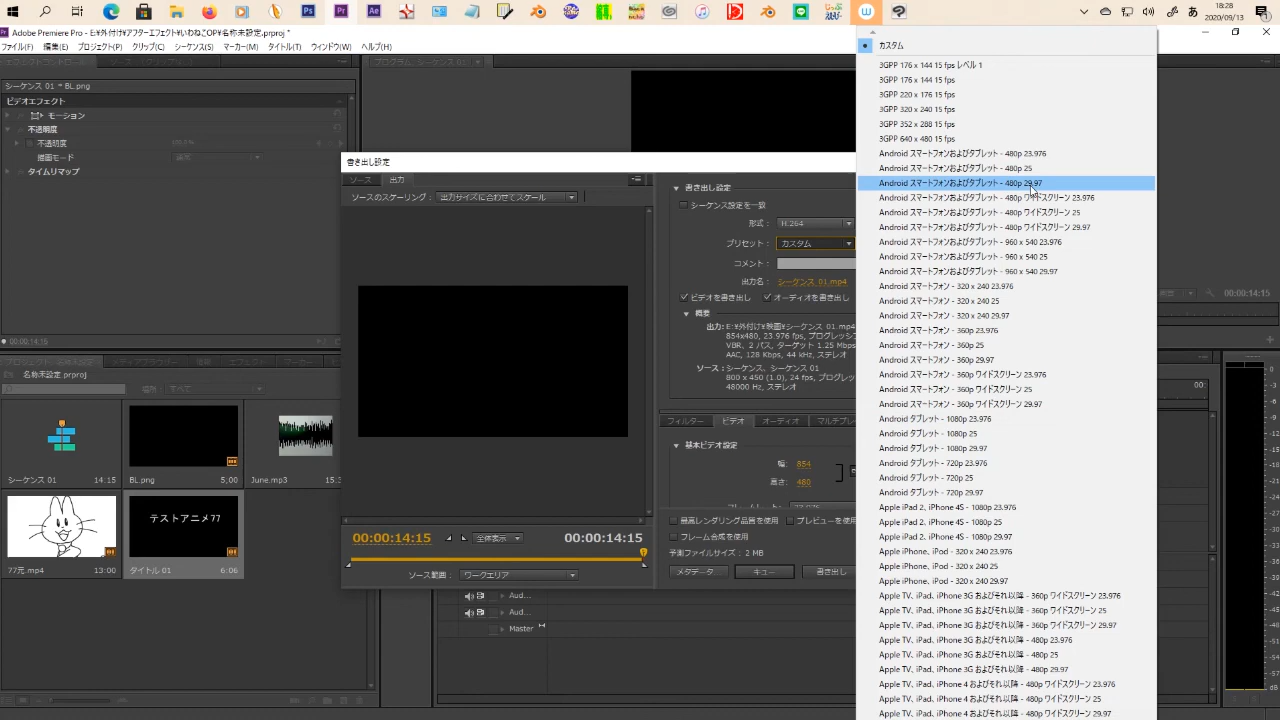 18:28
2020/09/13
Adobe Premiere Pro - E:¥外付け¥アフターエフェクト¥いわねこOP¥名称未設定.prproj *
ファイル(F) 編集(E) プロジェクト(P) クリップ(C) シーケンス(S) マーカー(M) タイトル(T) ウィンドウ(W) ヘルプ(H)
エフェクトコントロール
プログラム: シーケンス 01
シーケンス 01 * BL.png
ビデオエフェクト
モーション
不透明度
不透明度
描画モード
タイムリマップ
00:00:14:15
00:00:14:15
書き出し設定
ソース 出力
ソースのスケーリング： 出力サイズに合わせてスケール
00:00:14:15 全体表示 00:00:14:15
ソース範囲： ワークエリア
書き出し設定
シーケンス設定を一致
形式： H.264
プリセット： カスタム
コメント：
出力名： シーケンス_01.mp4
ビデオを書き出し オーディオを書き出し
概要
出力: E:¥外付け¥映画¥シーケンス_01.mp4
854x480, 23.976 fps, プログレッシ
VBR、2 パス, ターゲット 1.25 Mbps
AAC, 128 Kbps, 44 kHz, ステレオ
ソース: シーケンス、シーケンス 01
800 x 450 (1.0), 24 fps, プログレッ
48000 Hz, ステレオ
フィルター ビデオ オーディオ マルチプレ
基本ビデオ設定
幅: 854
高さ: 480
最高レンダリング品質を使用 プレビューを使用
フレーム合成を使用
予測ファイルサイズ： 2 MB
メタデータ... キュー 書き出し
名称未設定.prproj
シーケンス 01 14:15
BL.png 5;00
June.mp3
77元.mp4 13:00
テストアニメ77
タイトル 01 6:06
Aud...
Aud...
Master
カスタム
3GPP 176 x 144 15 fps レベル 1
3GPP 176 x 144 15 fps
3GPP 220 x 176 15 fps
3GPP 320 x 240 15 fps
3GPP 352 x 288 15 fps
3GPP 640 x 480 15 fps
Android スマートフォンおよびタブレット - 480p 23.976
Android スマートフォンおよびタブレット - 480p 25
Android スマートフォンおよびタブレット - 480p 29.97
Android スマートフォンおよびタブレット - 480p ワイドスクリーン 23.976
Android スマートフォンおよびタブレット - 480p ワイドスクリーン 25
Android スマートフォンおよびタブレット - 480p ワイドスクリーン 29.97
Android スマートフォンおよびタブレット - 960 x 540 23.976
Android スマートフォンおよびタブレット - 960 x 540 25
Android スマートフォンおよびタブレット - 960 x 540 29.97
Android スマートフォン - 320 x 240 23.976
Android スマートフォン - 320 x 240 25
Android スマートフォン - 320 x 240 29.97
Android スマートフォン - 360p 23.976
Android スマートフォン - 360p 25
Android スマートフォン - 360p 29.97
Android スマートフォン - 360p ワイドスクリーン 23.976
Android スマートフォン - 360p ワイドスクリーン 25
Android スマートフォン - 360p ワイドスクリーン 29.97
Android タブレット - 1080p 23.976
Android タブレット - 1080p 25
Android タブレット - 1080p 29.97
Android タブレット - 720p 23.976
Android タブレット - 720p 25
Android タブレット - 720p 29.97
Apple iPad 2, iPhone 4S - 1080p 23.976
Apple iPad 2, iPhone 4S - 1080p 25
Apple iPad 2, iPhone 4S - 1080p 29.97
Apple iPhone、iPod - 320 x 240 23.976
Apple iPhone、iPod - 320 x 240 25
Apple iPhone、iPod - 320 x 240 29.97
Apple TV、iPad、iPhone 3G およびそれ以降 - 360p ワイドスクリーン 23.976
Apple TV、iPad、iPhone 3G およびそれ以降 - 360p ワイドスクリーン 25
Apple TV、iPad、iPhone 3G およびそれ以降 - 360p ワイドスクリーン 29.97
Apple TV、iPad、iPhone 3G およびそれ以降 - 480p 23.976
Apple TV、iPad、iPhone 3G およびそれ以降 - 480p 25
Apple TV、iPad、iPhone 3G およびそれ以降 - 480p 29.97
Apple TV、iPad、iPhone 4 およびそれ以降 - 480p ワイドスクリーン 23.976
Apple TV、iPad、iPhone 4 およびそれ以降 - 480p ワイドスクリーン 25
Apple TV、iPad、iPhone 4 およびそれ以降 - 480p ワイドスクリーン 29.97